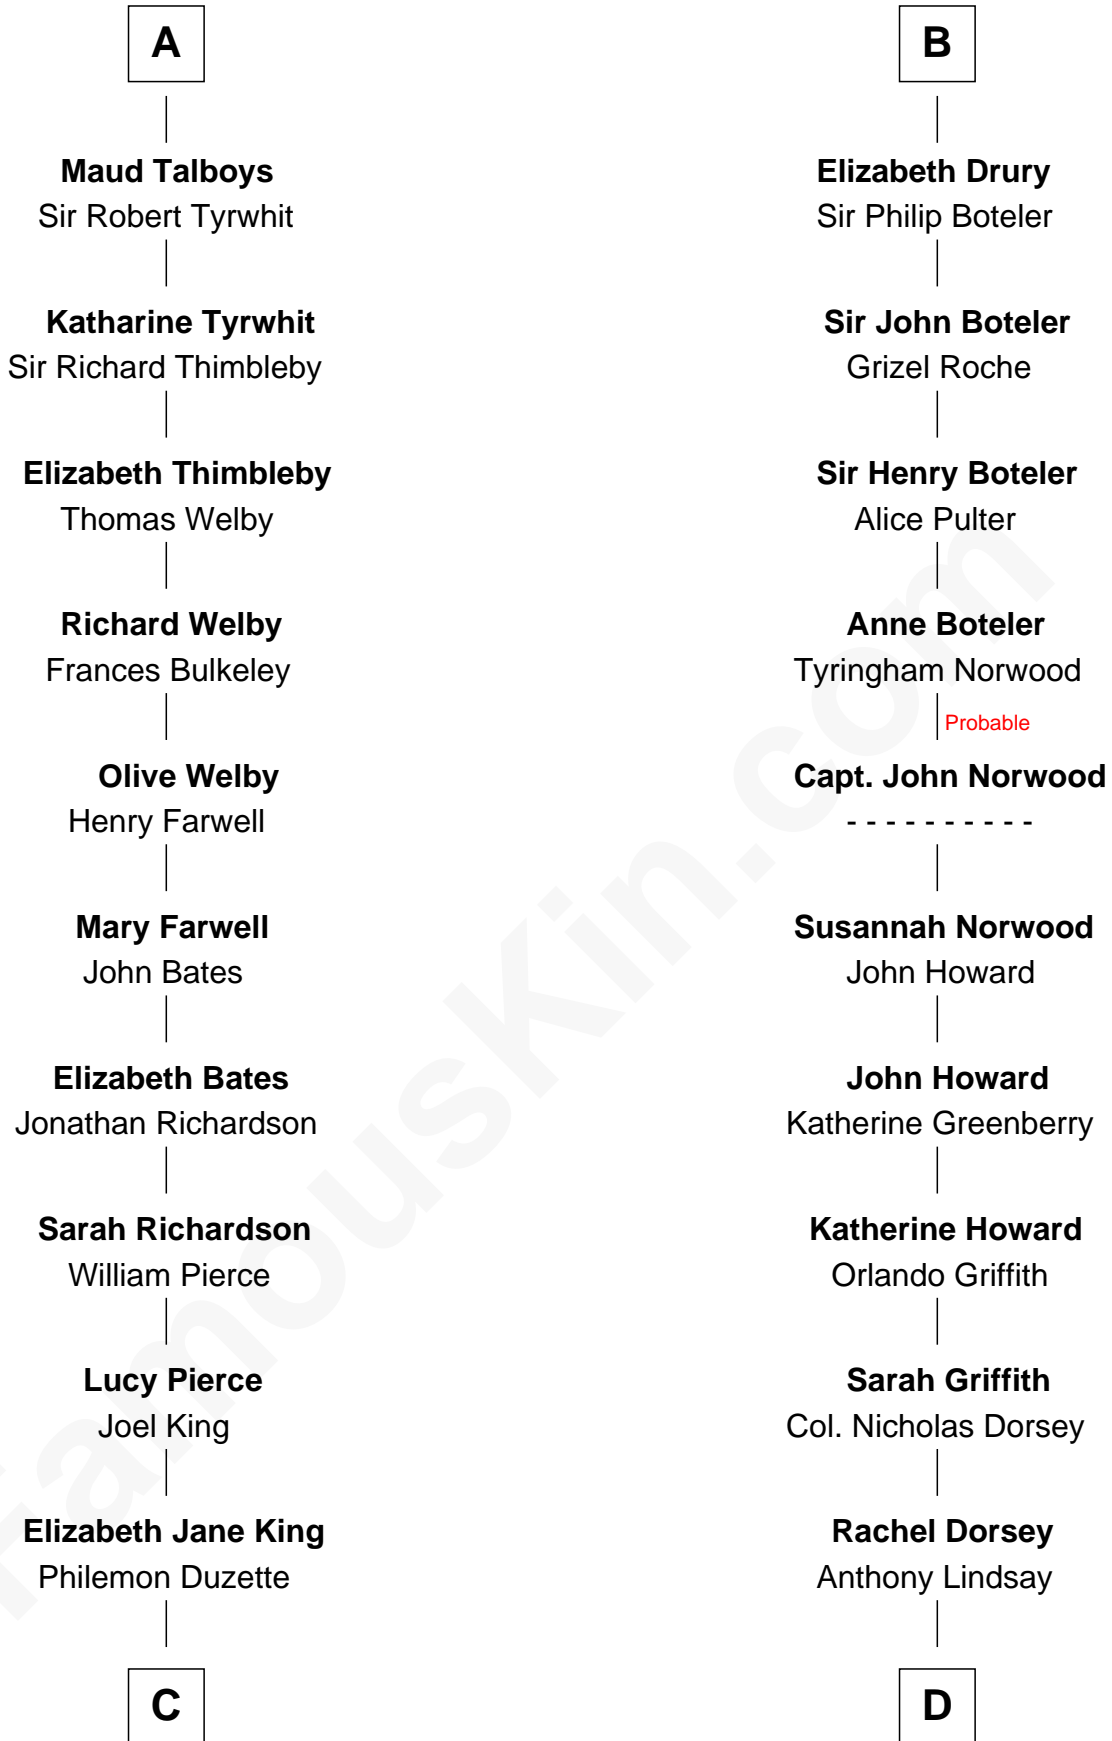 A
Maud Talboys
Sir Robert Tyrwhit
Katharine Tyrwhit
Sir Richard Thimbleby
Elizabeth Thimbleby
Thomas Welby
Richard Welby
Frances Bulkeley
Olive Welby
Henry Farwell
Mary Farwell
John Bates
Elizabeth Bates
Jonathan Richardson
Sarah Richardson
William Pierce
Lucy Pierce
Joel King
Elizabeth Jane King
Philemon Duzette
C
B
Elizabeth Drury
Sir Philip Boteler
Sir John Boteler
Grizel Roche
Sir Henry Boteler
Alice Pulter
Anne Boteler
Tyringham Norwood
Probable
Capt. John Norwood
- - - - - - - - - -
Susannah Norwood
John Howard
John Howard
Katherine Greenberry
Katherine Howard
Orlando Griffith
Sarah Griffith
Col. Nicholas Dorsey
Rachel Dorsey
Anthony Lindsay
D
FamousKin.com